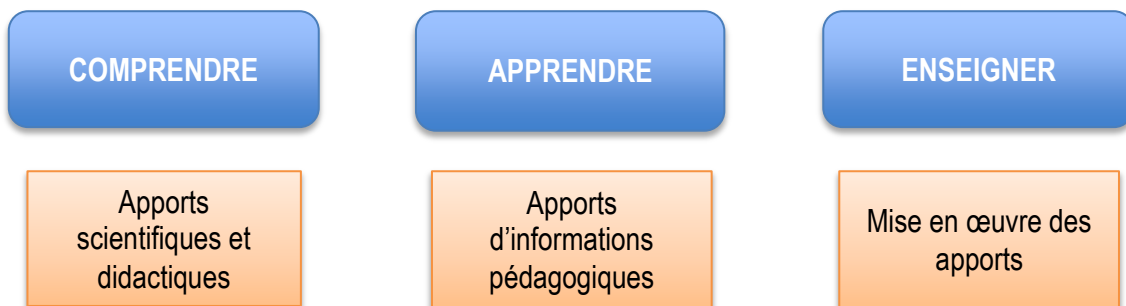 COMPRENDRE
APPRENDRE
ENSEIGNER
Apports
scientifiques et
didactiques
Apports
d’informations
pédagogiques
Mise en œuvre des
apports